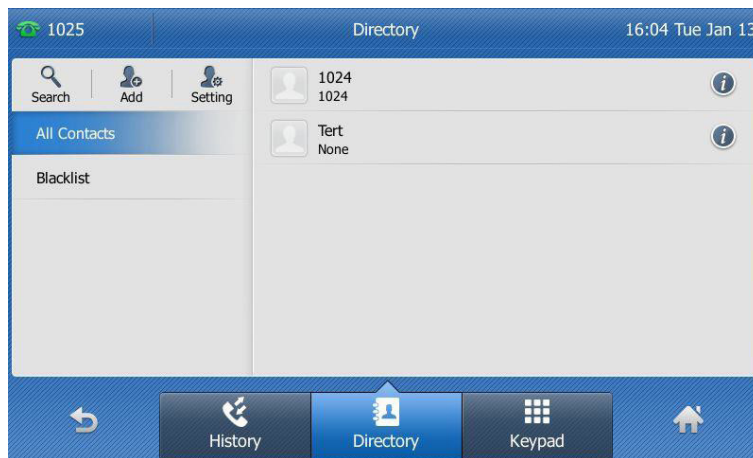 1025 Directory 16:04 Tue Jan 13
Search Add Setting
All Contacts
Blacklist
1024
1024
Tert
None
History Directory Keypad